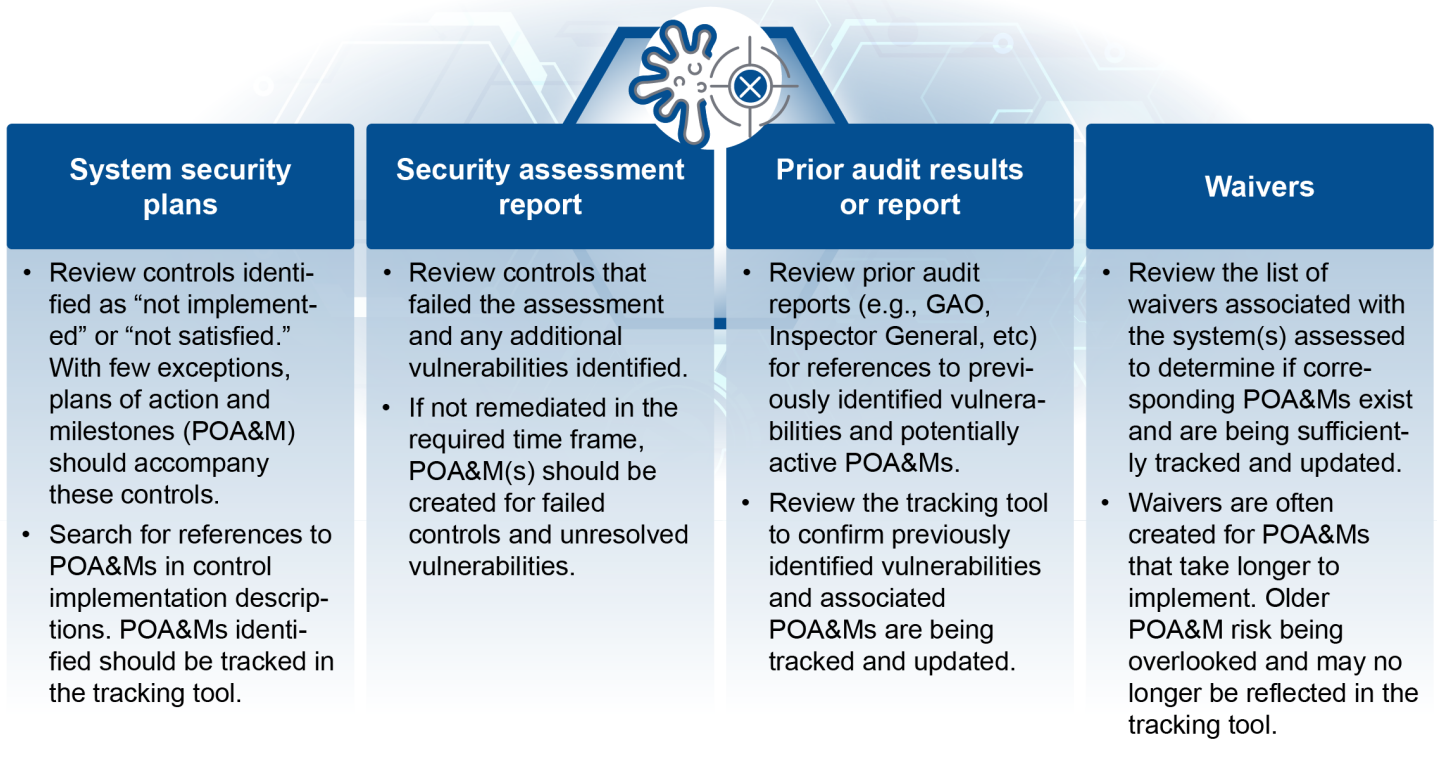 System security
plans
• Review controls identi-
fied as “not implement-
ed” or “not satisfied.”
With few exceptions,
plans of action and
milestones (POA&M)
should accompany
these controls.
• Search for references to
POA&Ms in control
implementation descrip-
tions. POA&Ms identi-
fied should be tracked in
the tracking tool.
Security assessment
report
• Review controls that
failed the assessment
and any additional
vulnerabilities identified.
• If not remediated in the
required time frame,
POA&M(s) should be
created for failed
controls and unresolved
vulnerabilities.
Prior audit results
or report
• Review prior audit
reports (e.g., GAO,
Inspector General, etc)
for references to previ-
ously identified vulnera-
bilities and potentially
active POA&Ms.
• Review the tracking tool
to confirm previously
identified vulnerabilities
and associated
POA&Ms are being
tracked and updated.
Waivers
• Review the list of
waivers associated with
the system(s) assessed
to determine if corre-
sponding POA&Ms exist
and are being sufficient-
ly tracked and updated.
• Waivers are often
created for POA&Ms
that take longer to
implement. Older
POA&M risk being
overlooked and may no
longer be reflected in the
tracking tool.